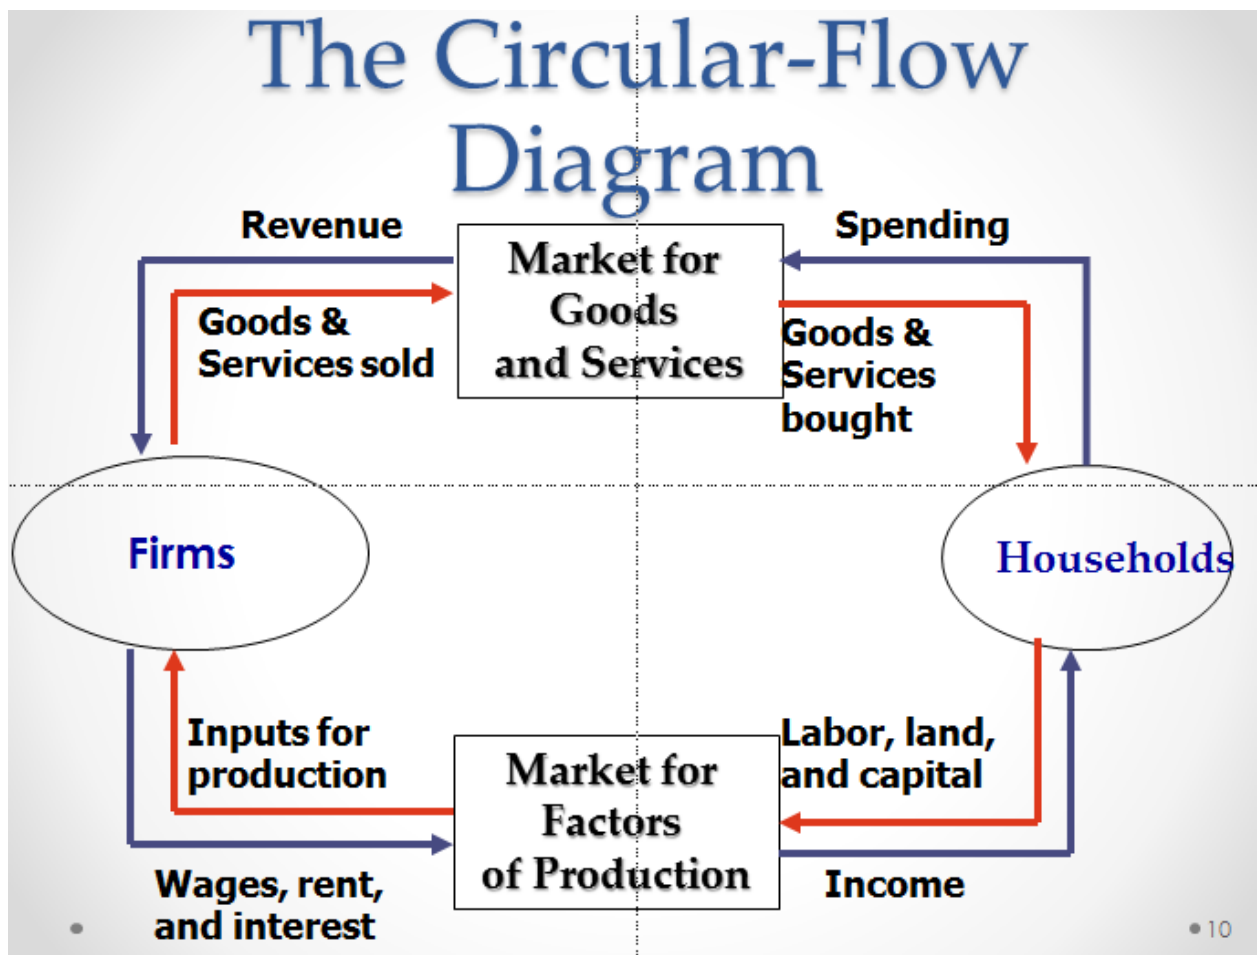 The Circular-Flow
Diagram
Revenue
Spending
Market for
Goods
and Services
Goods &
Services sold
Goods &
Services
bought
Firms
Households
Inputs for
production
Labor, land,
and capital
Market for
Factors
of Production
Wages, rent,
and interest
Income
10